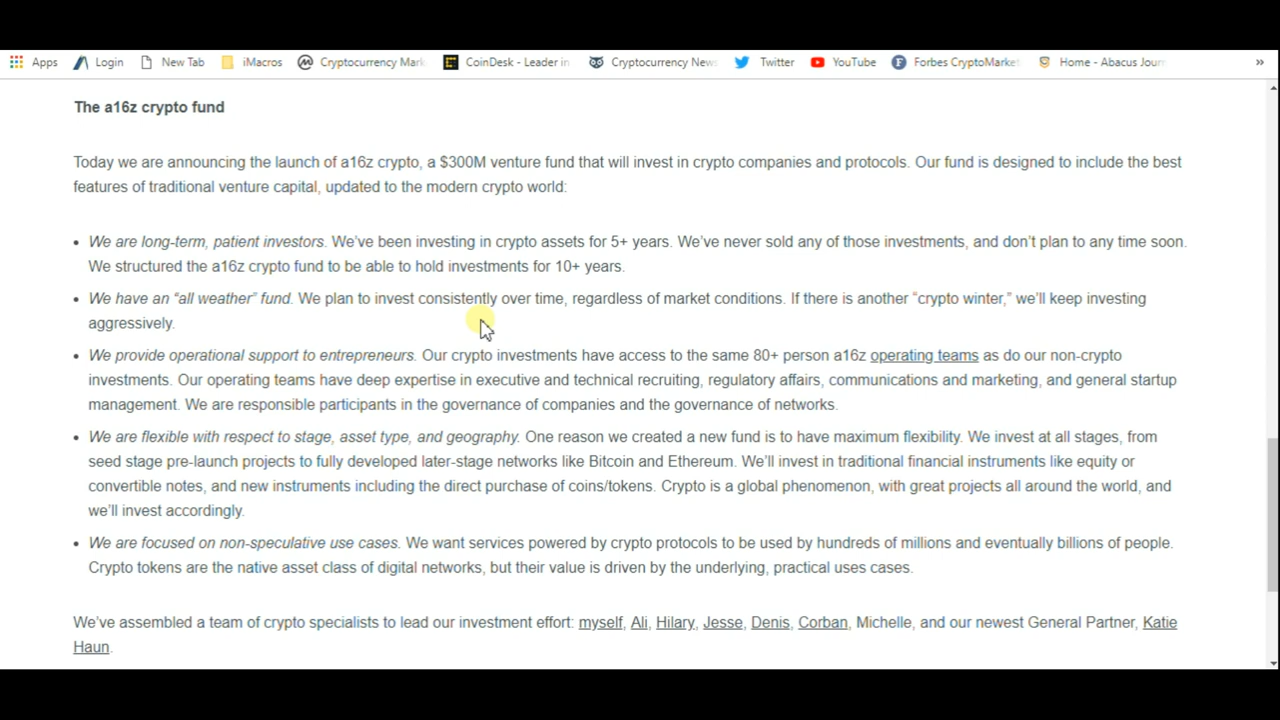 Apps Login New Tab iMacros Cryptocurrency Mark CoinDesk - Leader in Cryptocurrency News Twitter YouTube Forbes CryptoMarket Home - Abacus Jour »
The a16z crypto fund
Today we are announcing the launch of a16z crypto, a $300M venture fund that will invest in crypto companies and protocols. Our fund is designed to include the best
features of traditional venture capital, updated to the modern crypto world:
• We are long-term, patient investors. We’ve been investing in crypto assets for 5+ years. We’ve never sold any of those investments, and don’t plan to any time soon.
We structured the a16z crypto fund to be able to hold investments for 10+ years.
• We have an “all weather” fund. We plan to invest consistently over time, regardless of market conditions. If there is another “crypto winter,” we’ll keep investing
aggressively.
• We provide operational support to entrepreneurs. Our crypto investments have access to the same 80+ person a16z operating teams as do our non-crypto
investments. Our operating teams have deep expertise in executive and technical recruiting, regulatory affairs, communications and marketing, and general startup
management. We are responsible participants in the governance of companies and the governance of networks.
• We are flexible with respect to stage, asset type, and geography. One reason we created a new fund is to have maximum flexibility. We invest at all stages, from
seed stage pre-launch projects to fully developed later-stage networks like Bitcoin and Ethereum. We’ll invest in traditional financial instruments like equity or
convertible notes, and new instruments including the direct purchase of coins/tokens. Crypto is a global phenomenon, with great projects all around the world, and
we’ll invest accordingly.
• We are focused on non-speculative use cases. We want services powered by crypto protocols to be used by hundreds of millions and eventually billions of people.
Crypto tokens are the native asset class of digital networks, but their value is driven by the underlying, practical uses cases.
We’ve assembled a team of crypto specialists to lead our investment effort: myself, Ali, Hilary, Jesse, Denis, Corban, Michelle, and our newest General Partner, Katie
Haun.